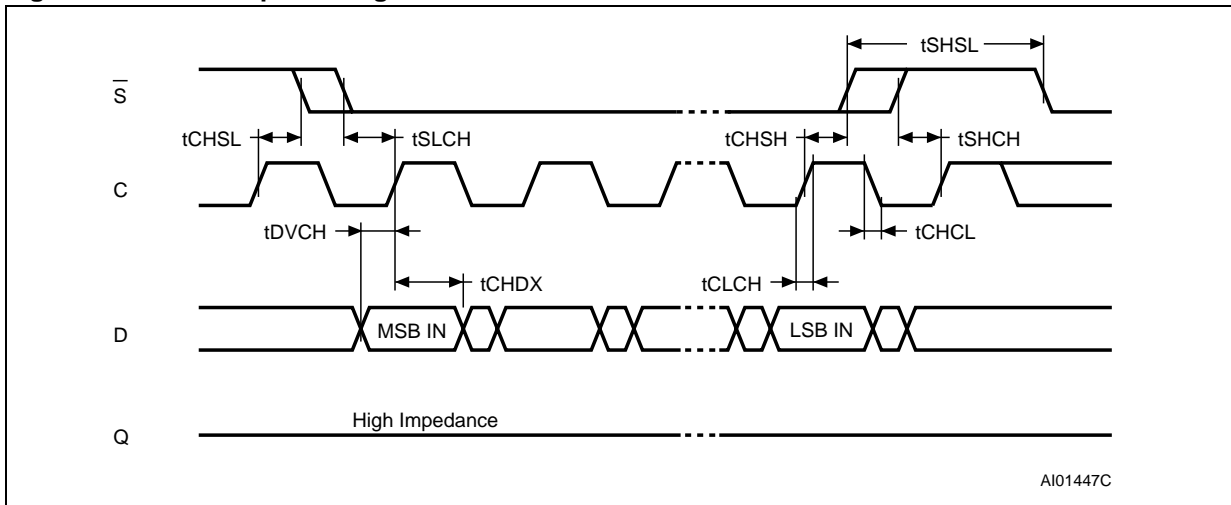 tSHSL
S
tCHSL
tSLCH
tCHSH
tSHCH
C
tDVCH
tCHCL
tCHDX
tCLCH
D
MSB IN
LSB IN
High Impedance
Q
AI01447C